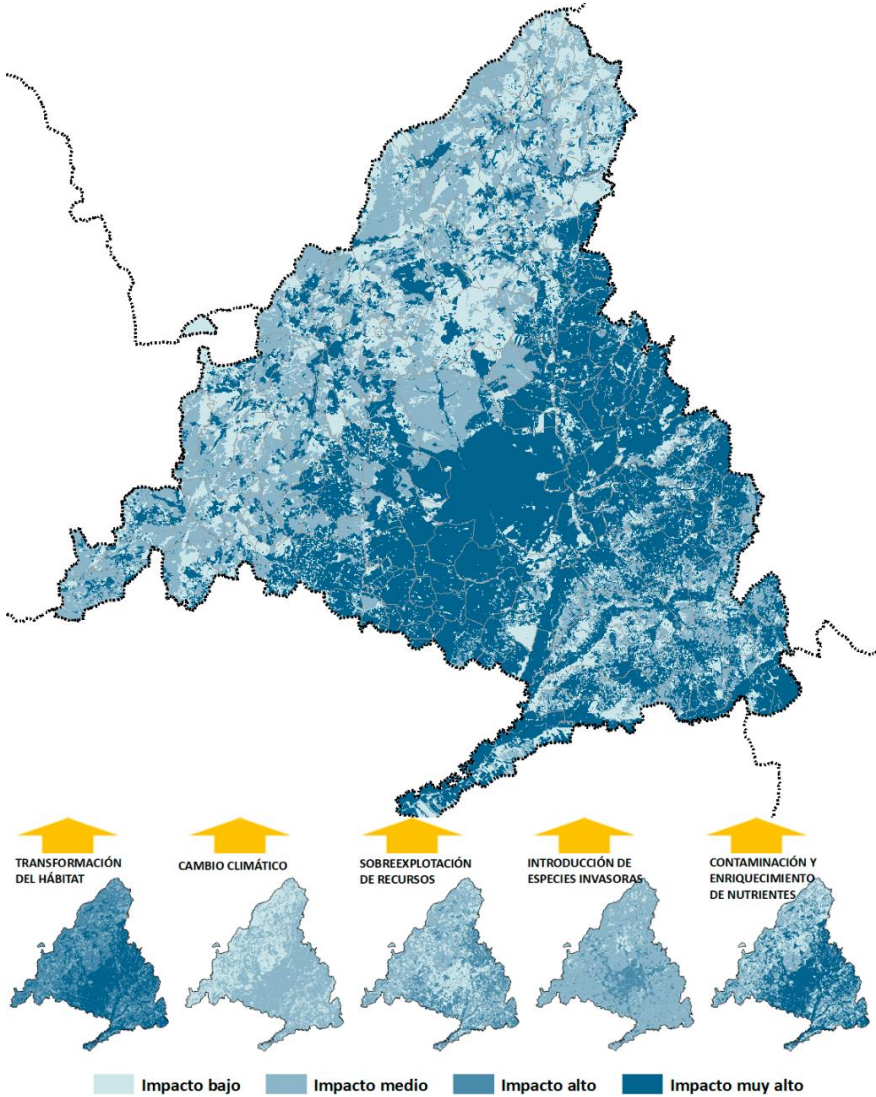 TRANSFORMACIÓN
DEL HÁBITAT
CAMBIO CLIMÁTICO
SOBREEXPLOTACIÓN
DE RECURSOS
INTRODUCCIÓN DE
ESPECIES INVASORAS
CONTAMINACIÓN Y
ENRIQUECIMIENTO
DE NUTRIENTES
Impacto bajo
Impacto medio
Impacto alto
Impacto muy alto